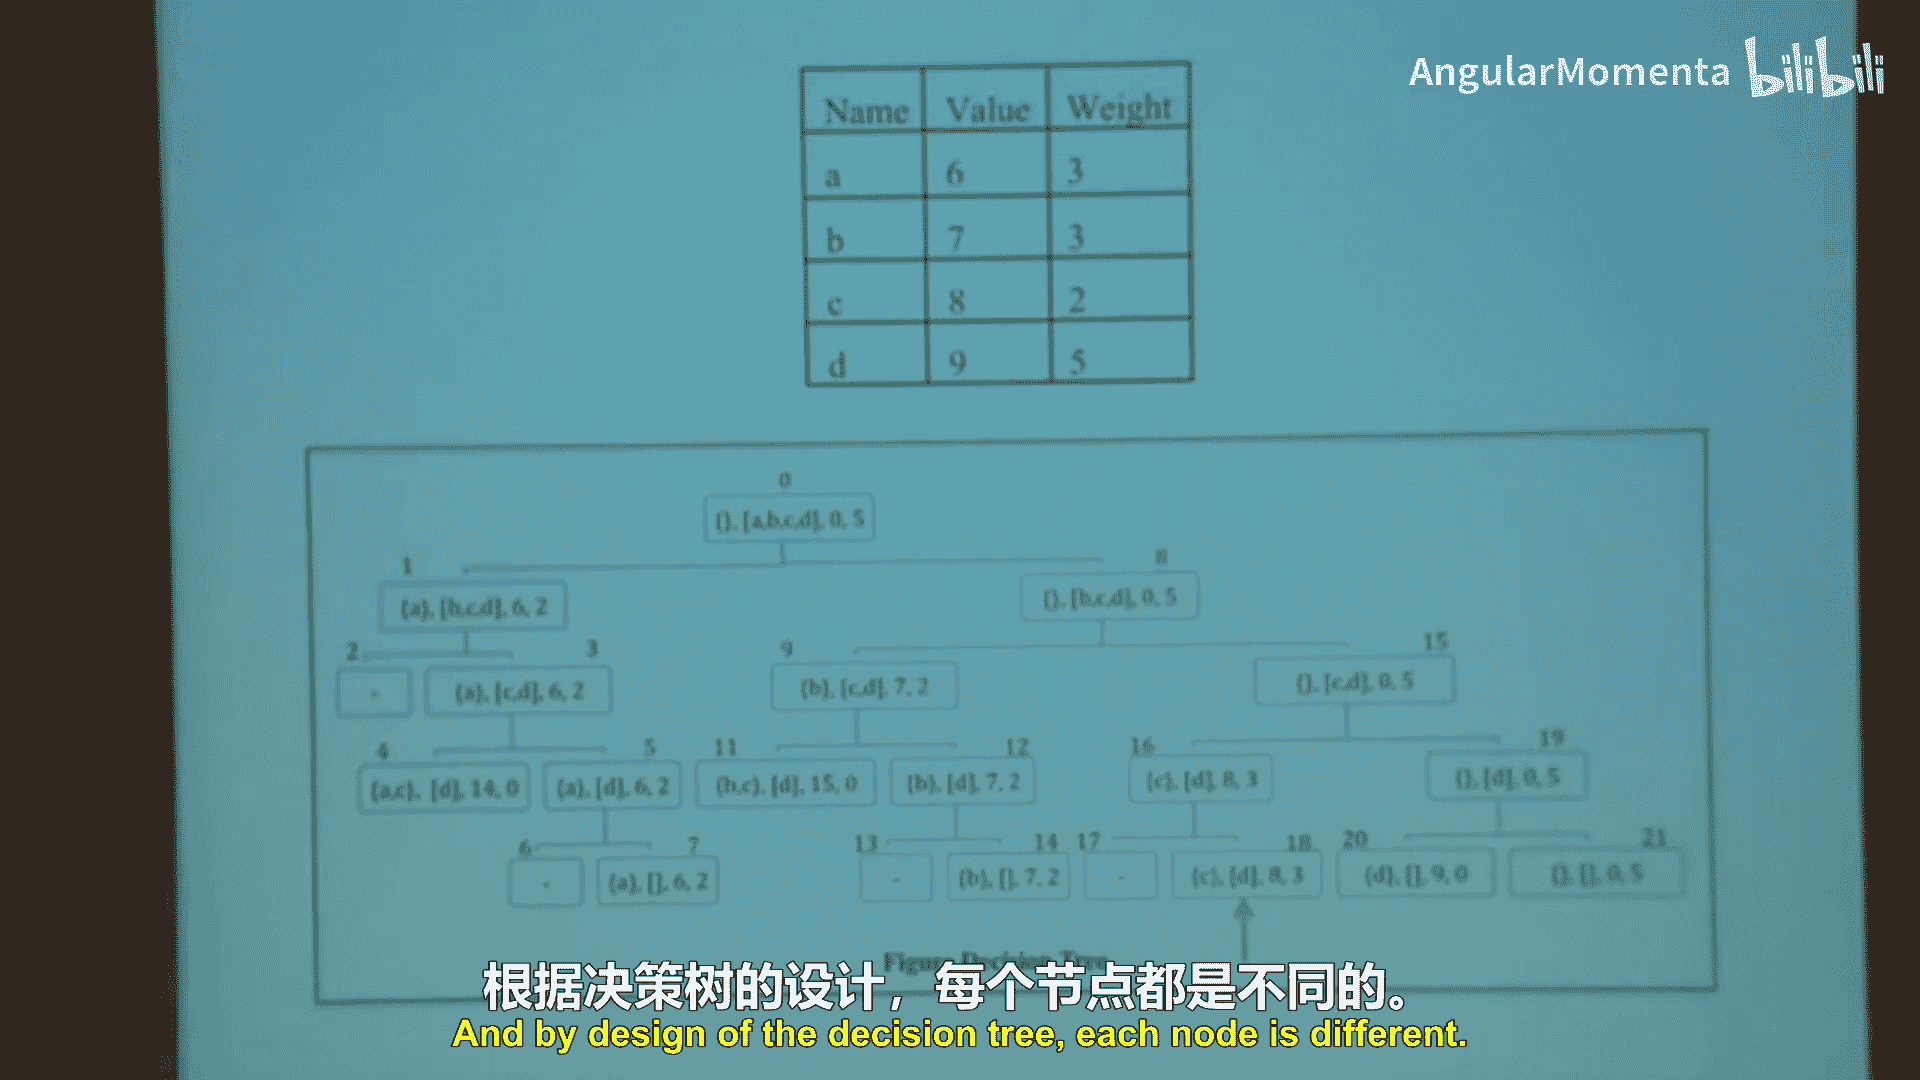 AngularMomenta bilibili
Name Value Weight
a 6 3
b 7 3
c 8 2
d 9 5
0
{}, [a,b,c,d], 0, 5
1 8
{a}, [b,c,d], 6, 2 {}, [b,c,d], 0, 5
2 3 9 15
- {a}, [c,d], 6, 2 {b}, [c,d], 7, 2 {}, [c,d], 0, 5
4 5 11 12 16 19
{a,c}, [d], 14, 0 {a}, [d], 6, 2 {b,c}, [d], 15, 0 {b}, [d], 7, 2 {c}, [d], 8, 3 {}, [d], 0, 5
6 7 13 14 17 18 20 21
- {a}, [], 6, 2 - {b}, [], 7, 2 - {c}, [d], 8, 3 {d}, [], 9, 0 {}, [], 0, 5
Figure Decision Tree
根据决策树的设计，每个节点都是不同的。
And by design of the decision tree, each node is different.